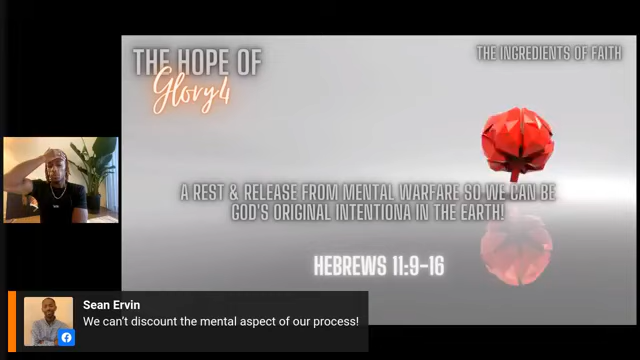 THE HOPE OF
Glory4
THE INGREDIENTS OF FAITH
A REST & RELEASE FROM MENTAL WARFARE SO WE CAN BE
GOD'S ORIGINAL INTENTIONA IN THE EARTH!
HEBREWS 11:9-16
Sean Ervin
We can't discount the mental aspect of our process!